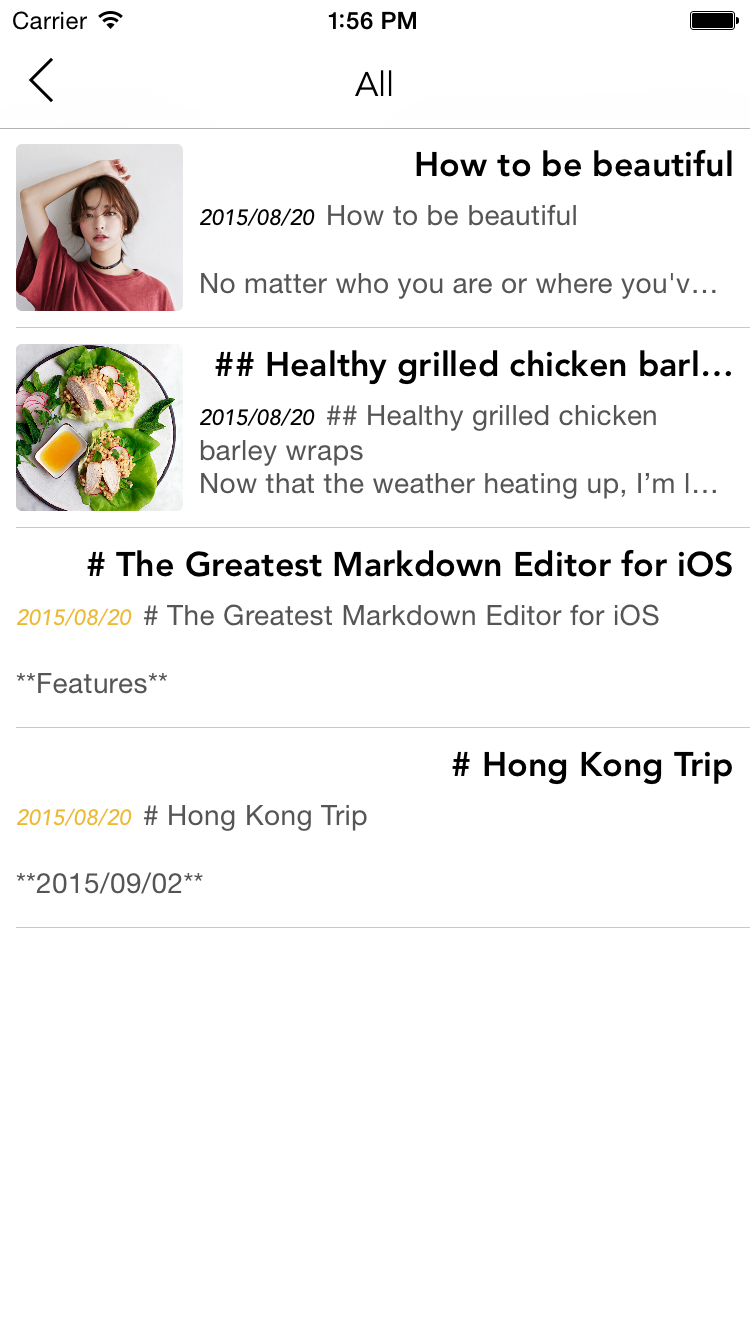 Carrier 1:56 PM
All
How to be beautiful
2015/08/20 How to be beautiful
No matter who you are or where you'v…
## Healthy grilled chicken barl…
2015/08/20 ## Healthy grilled chicken
barley wraps
Now that the weather heating up, I’m l…
# The Greatest Markdown Editor for iOS
2015/08/20 # The Greatest Markdown Editor for iOS
**Features**
# Hong Kong Trip
2015/08/20 # Hong Kong Trip
**2015/09/02**